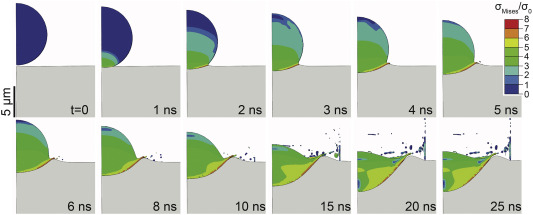 σMises/σ0
8
7
6
5
4
3
2
1
0
5 μm
t=0
1 ns
2 ns
3 ns
4 ns
5 ns
6 ns
8 ns
10 ns
15 ns
20 ns
25 ns